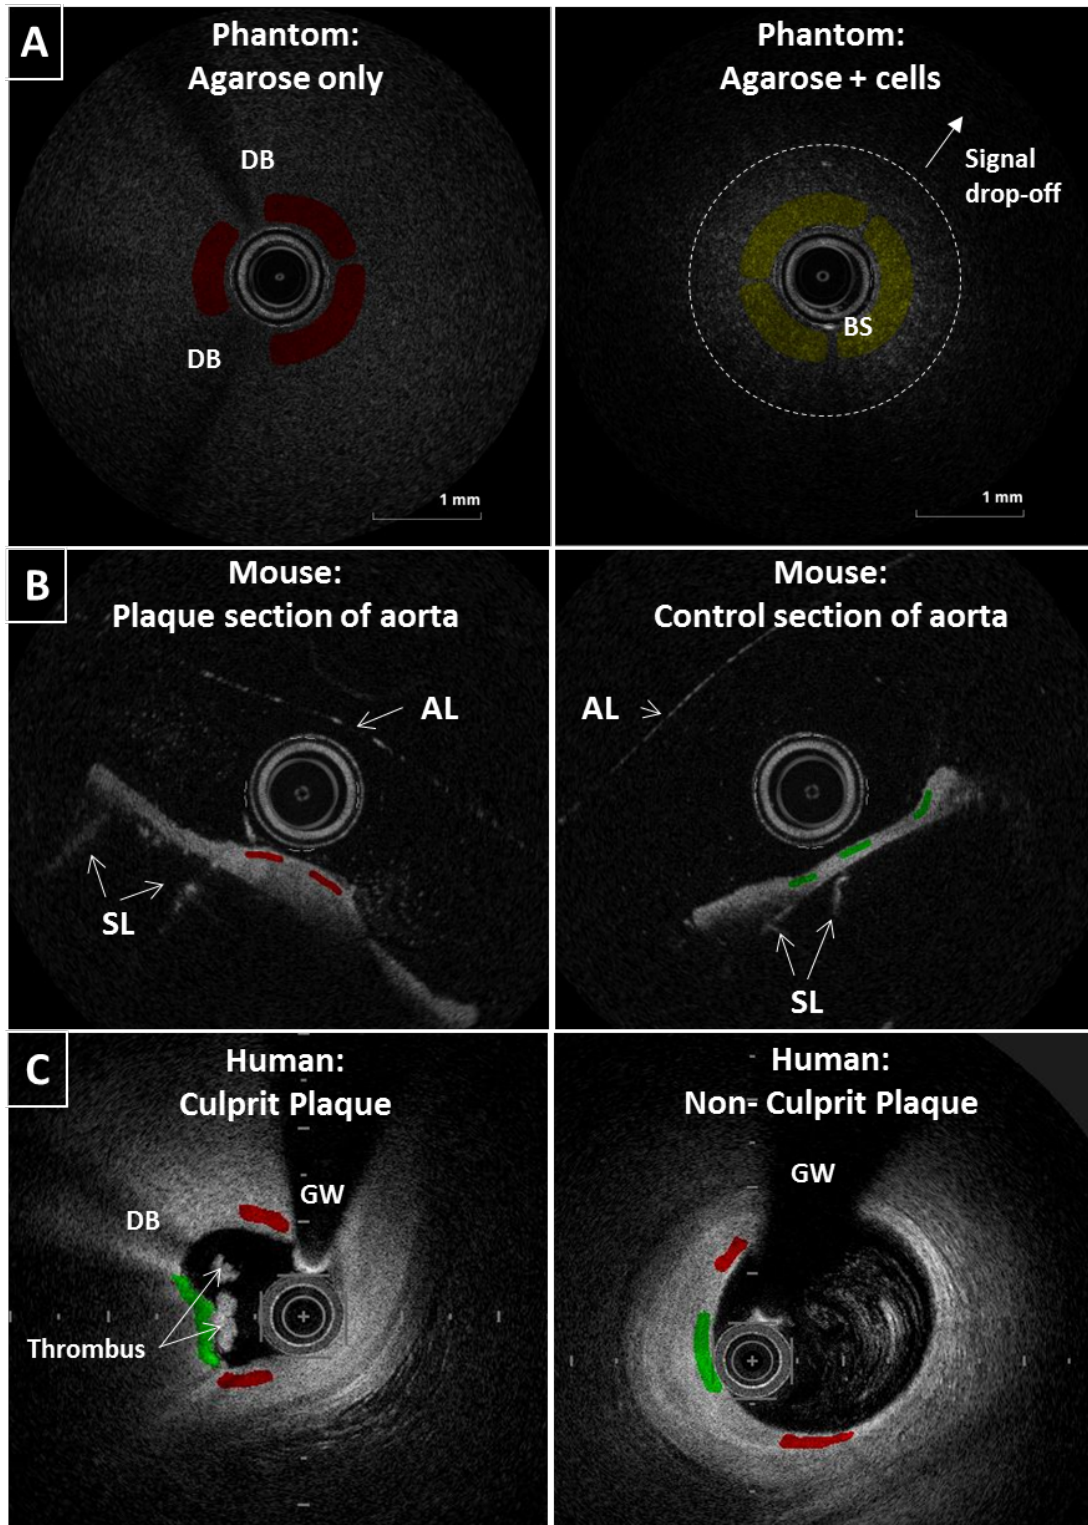 A
Phantom:
Agarose only
DB
DB
1 mm
Phantom:
Agarose + cells
Signal
drop-off
BS
1 mm
B
Mouse:
Plaque section of aorta
AL
SL
Mouse:
Control section of aorta
AL
SL
C
Human:
Culprit Plaque
GW
DB
Thrombus
Human:
Non- Culprit Plaque
GW